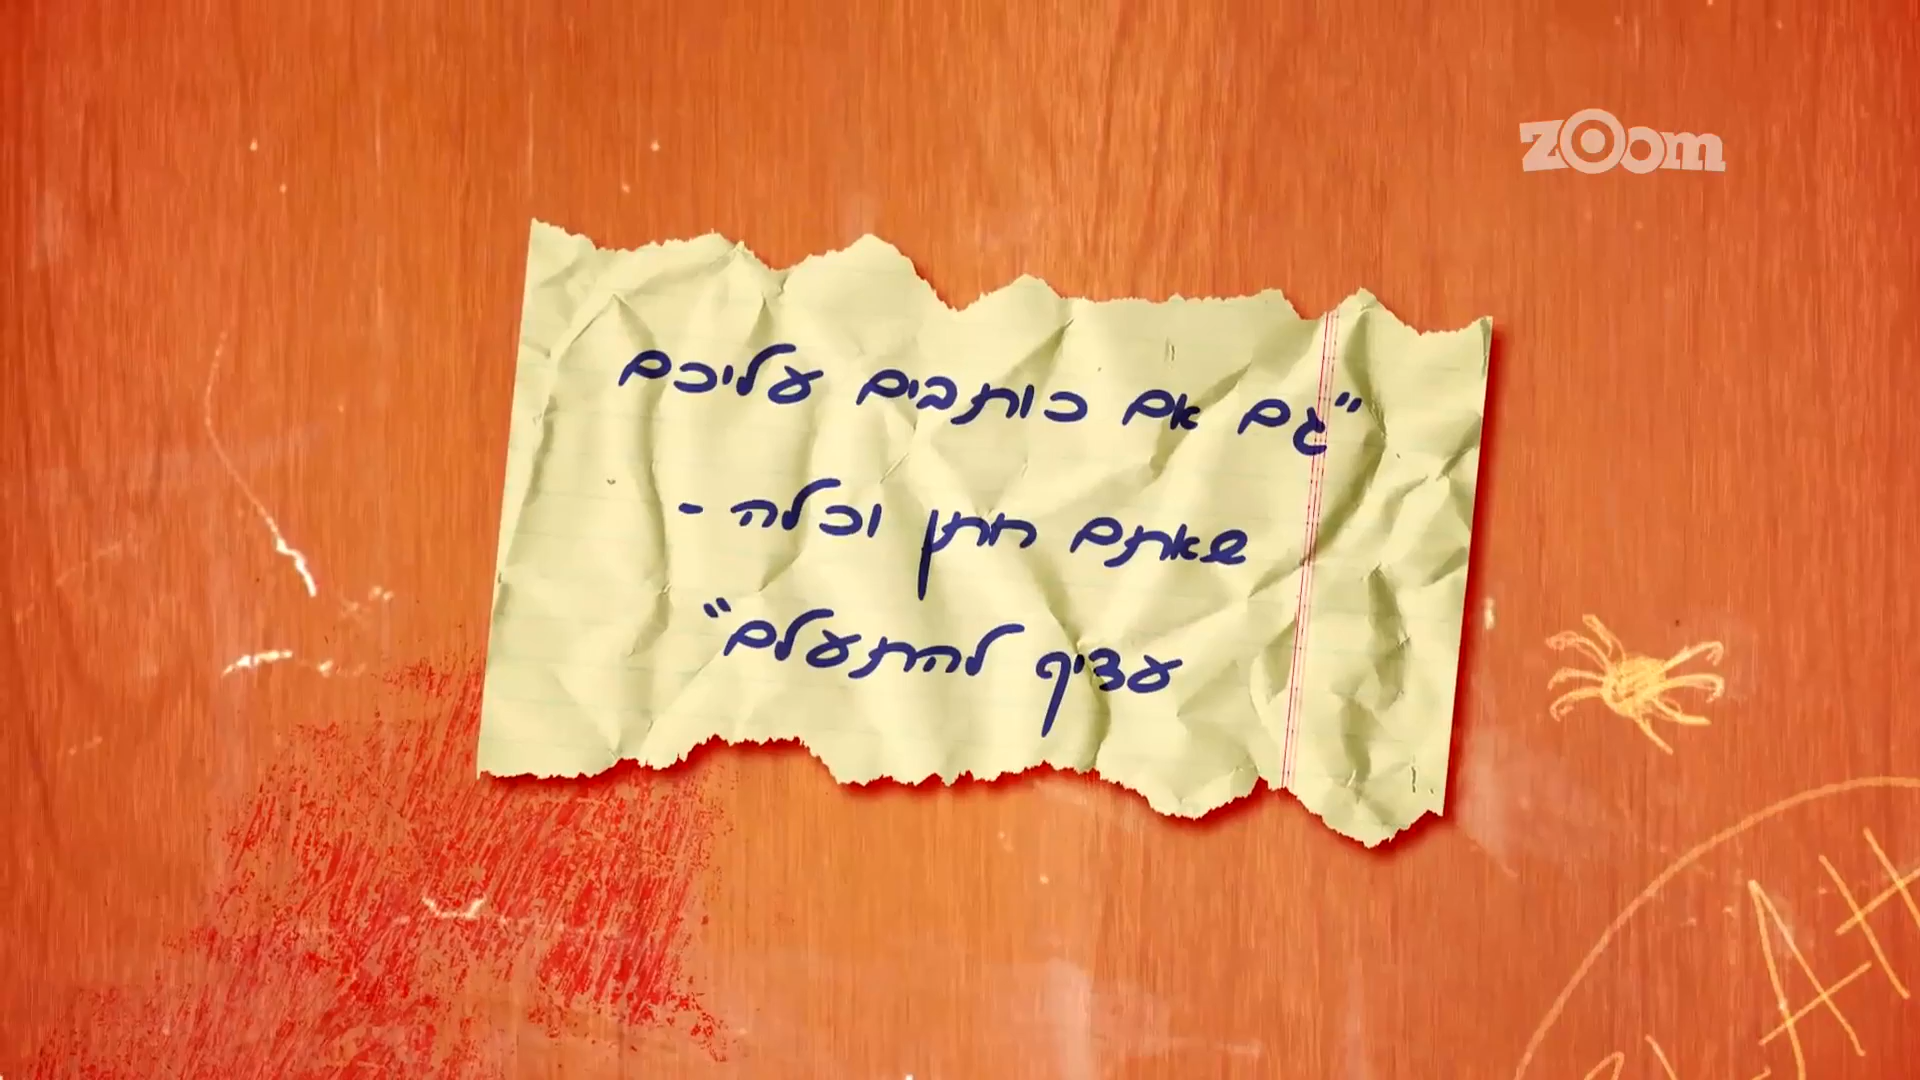 zoom
"גם אם כותבים עליכם
שאתם חתן וכלה -
עדיף להתעלם"